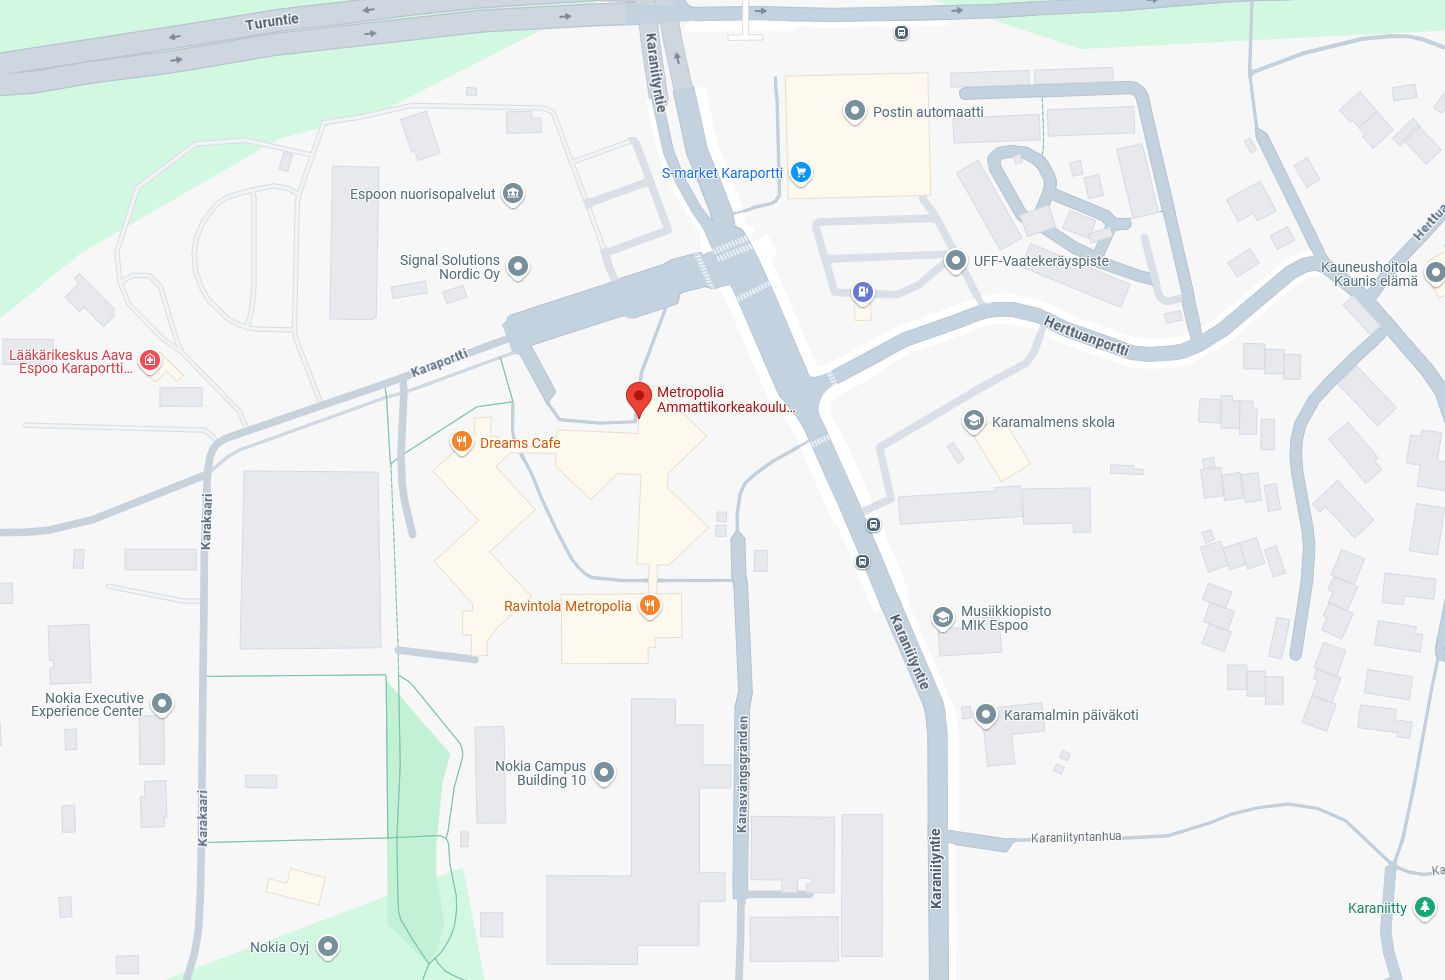 Turuntie
Karaniityntie
Postin automaatti
S-market Karaportti
Espoon nuorisopalvelut
Signal Solutions
Nordic Oy
UFF-Vaatekeräyspiste
Kauneushoitola
Kaunis elämä
Herttuanportti
Lääkärikeskus Aava
Espoo Karaportti...
Karaportti
Metropolia
Ammattikorkeakoulu...
Dreams Cafe
Karamalmens skola
Karakaari
Ravintola Metropolia
Musiikkiopisto
MIK Espoo
Karaniityntie
Nokia Executive
Experience Center
Karamalmin päiväkoti
Nokia Campus
Building 10
Karasvängsgränden
Karakaari
Karaniityntie
Karaniityntanhua
Karaniitty
Nokia Oyj